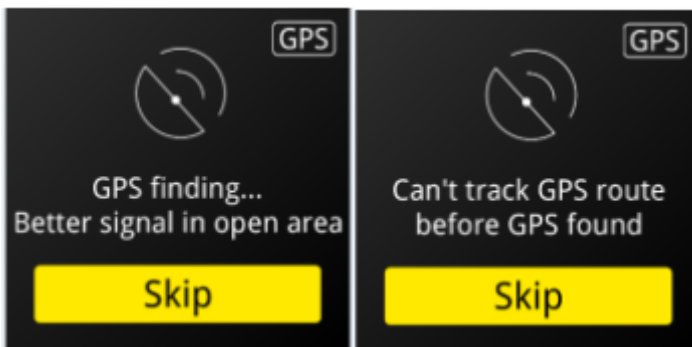 GPS
GPS finding...
Better signal in open area
Skip
GPS
Can't track GPS route
before GPS found
Skip